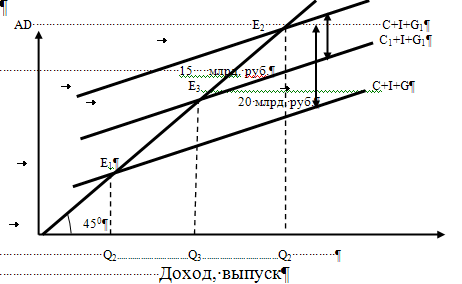 ¶
AD
E₂
C+I+G₁¶
C₁+I+G₁¶
15 млрд. руб.¶
E₃
C+I+G¶
20·млрд.·руб.¶
E₁¶
45⁰¶
Q₂ Q₃ Q₂ ¶
Доход,·выпуск¶